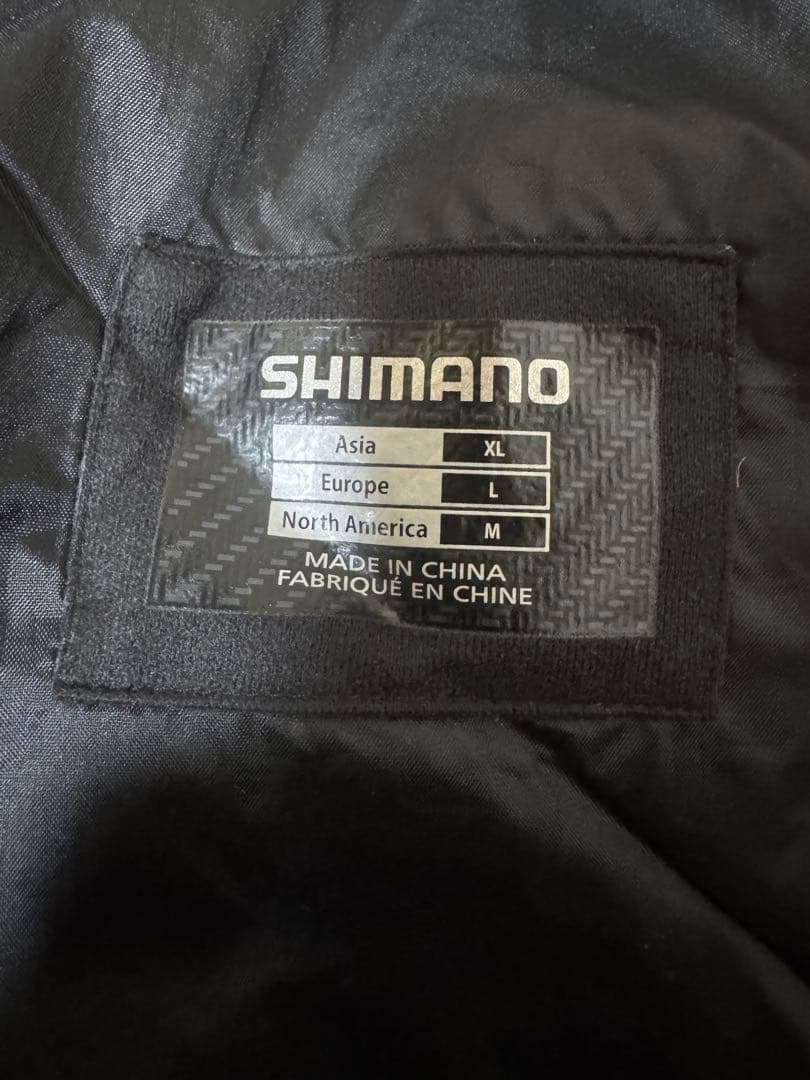 SHIMANO
Asia XL
Europe L
North America M
MADE IN CHINA
FABRIQUÉ EN CHINE